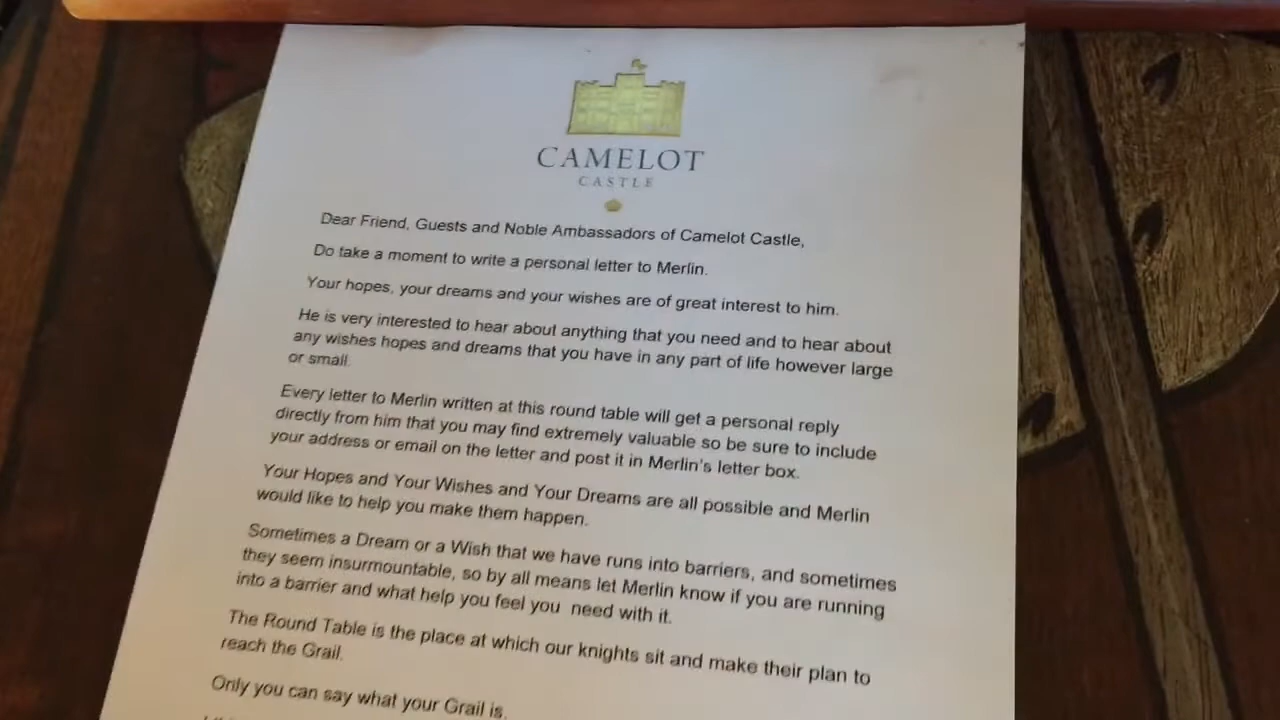 CAMELOT
CASTLE
Dear Friend, Guests and Noble Ambassadors of Camelot Castle,
Do take a moment to write a personal letter to Merlin.
Your hopes, your dreams and your wishes are of great interest to him.
He is very interested to hear about anything that you need and to hear about
any wishes hopes and dreams that you have in any part of life however large
or small.
Every letter to Merlin written at this round table will get a personal reply
directly from him that you may find extremely valuable so be sure to include
your address or email on the letter and post it in Merlin's letter box.
Your Hopes and Your Wishes and Your Dreams are all possible and Merlin
would like to help you make them happen.
Sometimes a Dream or a Wish that we have runs into barriers, and sometimes
they seem insurmountable, so by all means let Merlin know if you are running
into a barrier and what help you feel you need with it.
The Round Table is the place at which our knights sit and make their plan to
reach the Grail.
Only you can say what your Grail is.